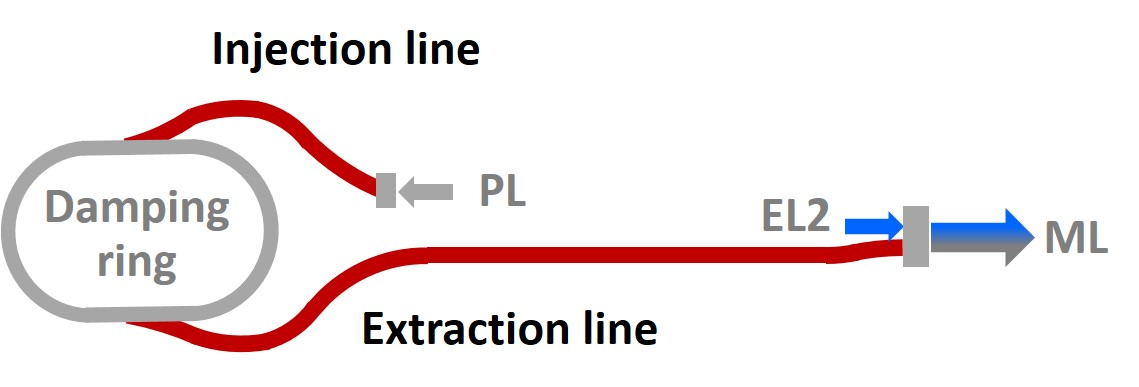 Injection line
Damping
ring
PL
EL2
ML
Extraction line